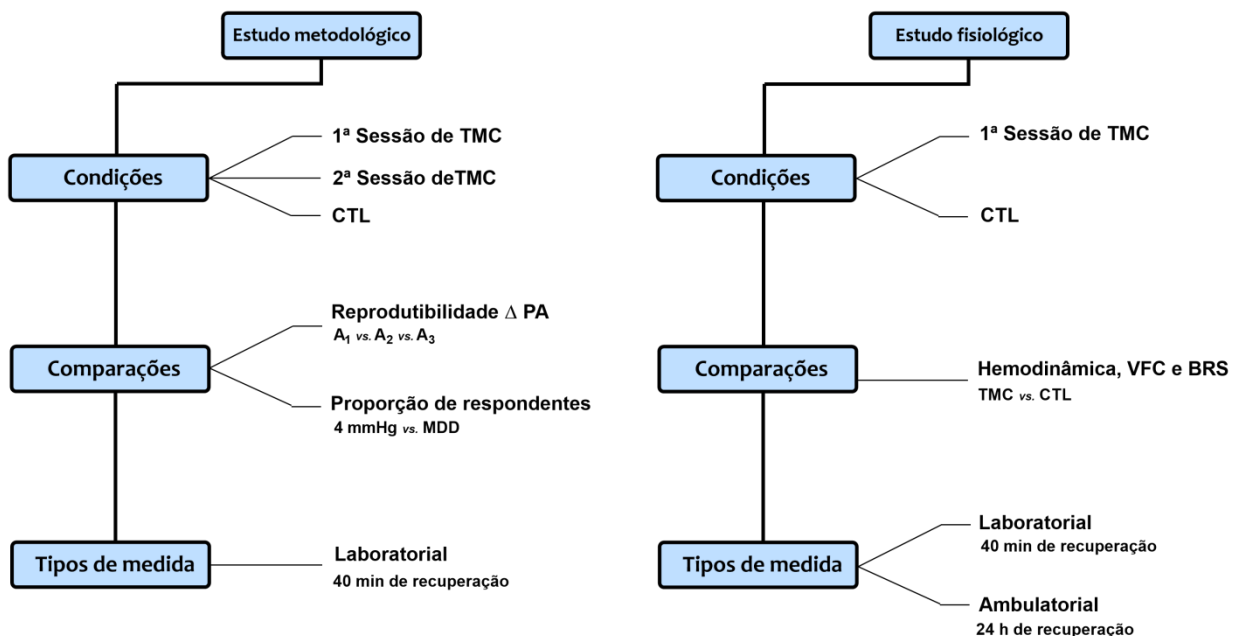 Estudo metodológico
Condições
1ª Sessão de TMC
2ª Sessão deTMC
CTL
Comparações
Reprodutibilidade ∆ PA
A₁ vs. A₂ vs. A₃
Proporção de respondentes
4 mmHg vs. MDD
Tipos de medida
Laboratorial
40 min de recuperação
Estudo fisiológico
Condições
1ª Sessão de TMC
CTL
Comparações
Hemodinâmica, VFC e BRS
TMC vs. CTL
Tipos de medida
Laboratorial
40 min de recuperação
Ambulatorial
24 h de recuperação